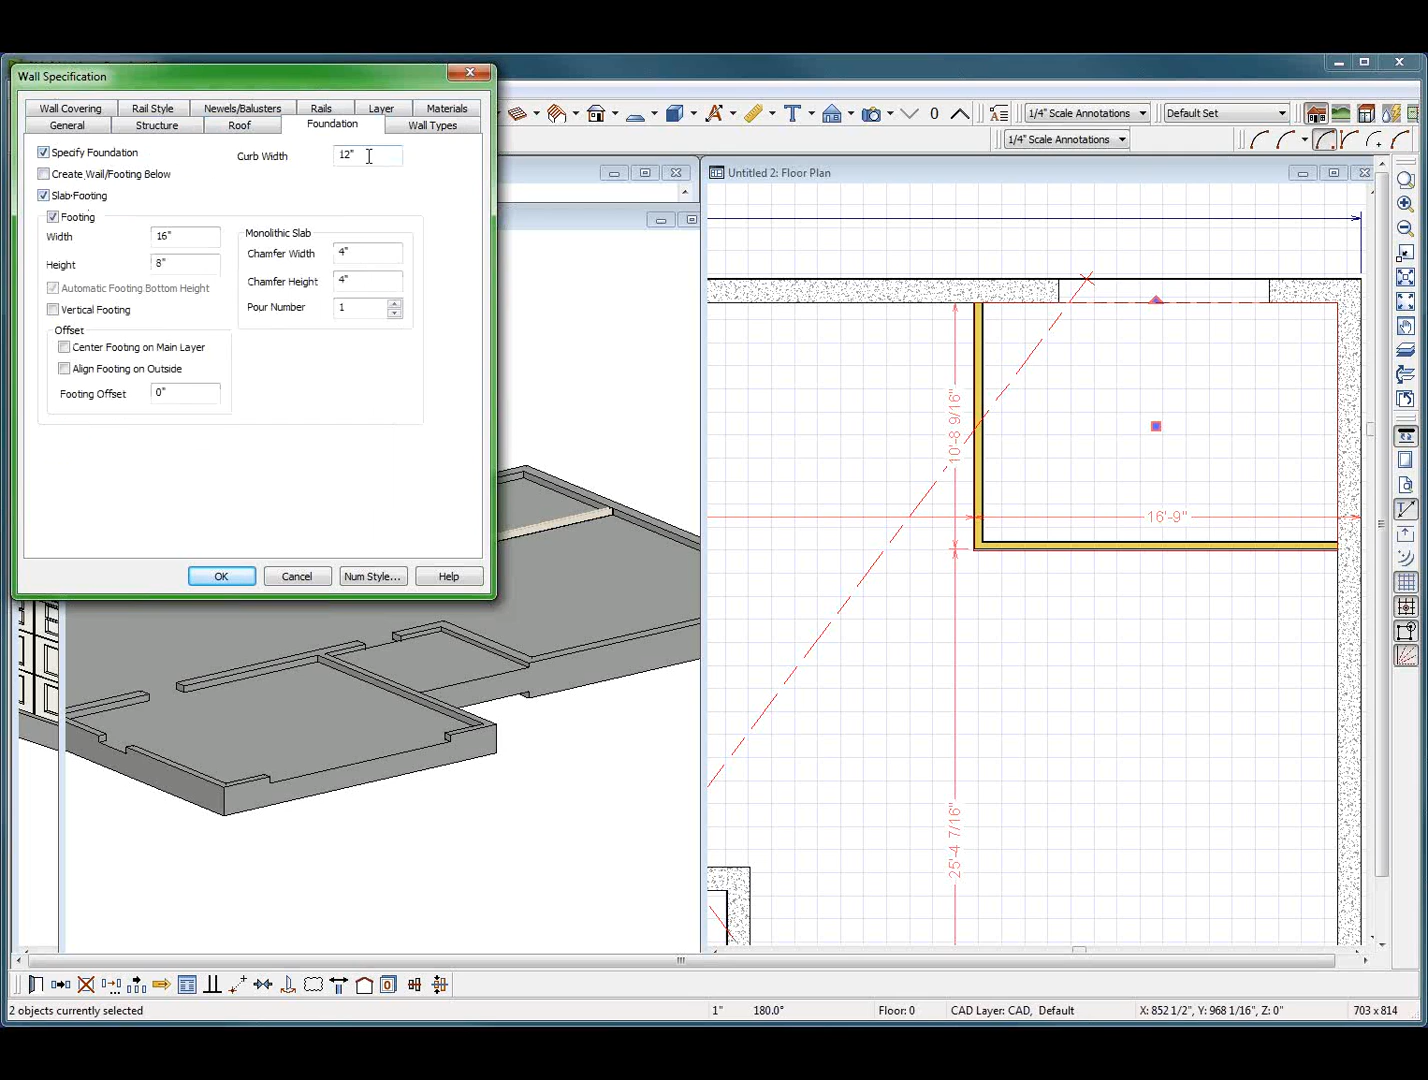 Wall Specification
Wall Covering Rail Style Newels/Balusters Rails Layer Materials
General Structure Roof Foundation Wall Types
Specify Foundation
Curb Width 12"
Create Wall/Footing Below
Slab Footing
Footing
Width 16"
Height 8"
Automatic Footing Bottom Height
Vertical Footing
Offset
Center Footing on Main Layer
Align Footing on Outside
Footing Offset 0"
Monolithic Slab
Chamfer Width 4"
Chamfer Height 4"
Pour Number 1
OK Cancel Num Style... Help
0 1/4" Scale Annotations Default Set
1/4" Scale Annotations
Untitled 2: Floor Plan
10'-8 9/16"
16'-9"
25'-4 7/16"
2 objects currently selected 1" 180.0° Floor: 0 CAD Layer: CAD, Default X: 852 1/2", Y: 968 1/16", Z: 0" 703 x 814